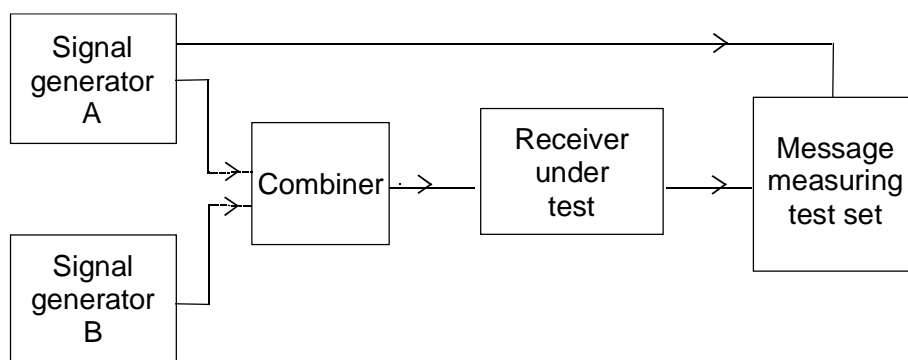 Signal
generator
A
Combiner
Receiver
under
test
Message
measuring
test set
Signal
generator
B